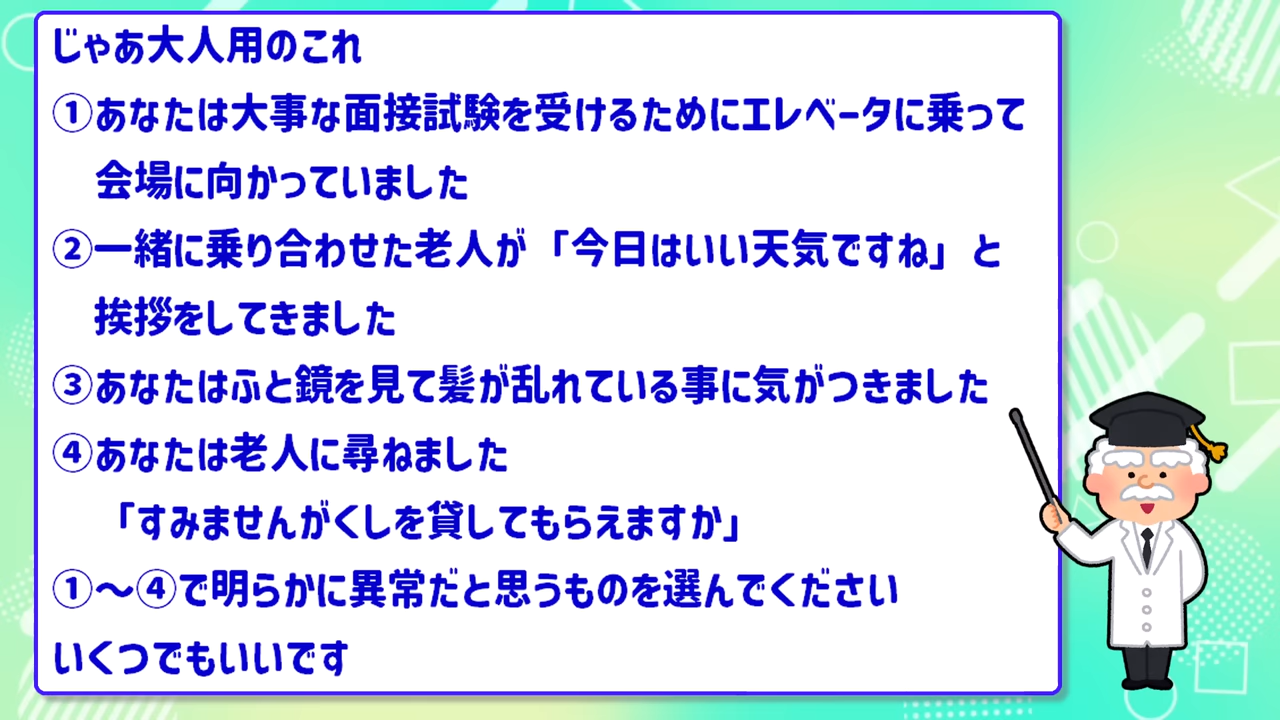 じゃあ大人用のこれ
①あなたは大事な面接試験を受けるためにエレベータに乗って
会場に向かっていました
②一緒に乗り合わせた老人が「今日はいい天気ですね」と
挨拶をしてきました
③あなたはふと鏡を見て髪が乱れている事に気がつきました
④あなたは老人に尋ねました
「すみませんがくしを貸してもらえますか」
①～④で明らかに異常だと思うものを選んでください
いくつでもいいです